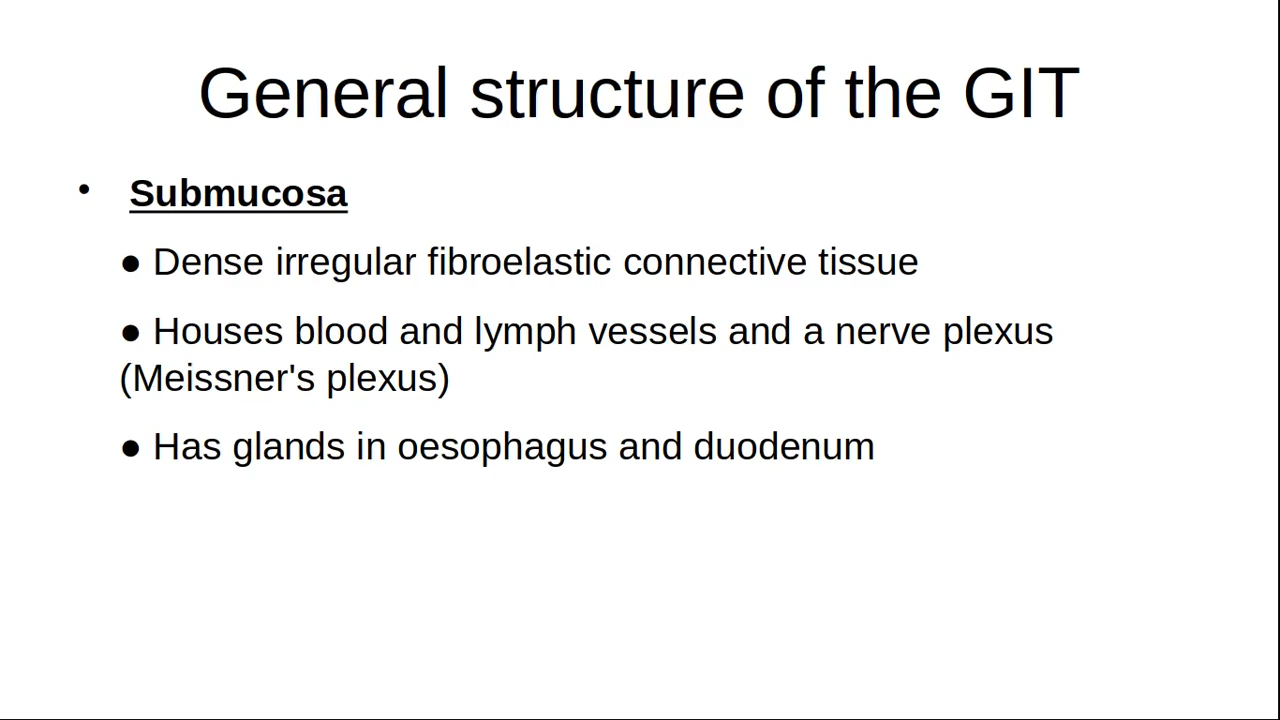 General structure of the GIT
• Submucosa
● Dense irregular fibroelastic connective tissue
● Houses blood and lymph vessels and a nerve plexus
(Meissner's plexus)
● Has glands in oesophagus and duodenum